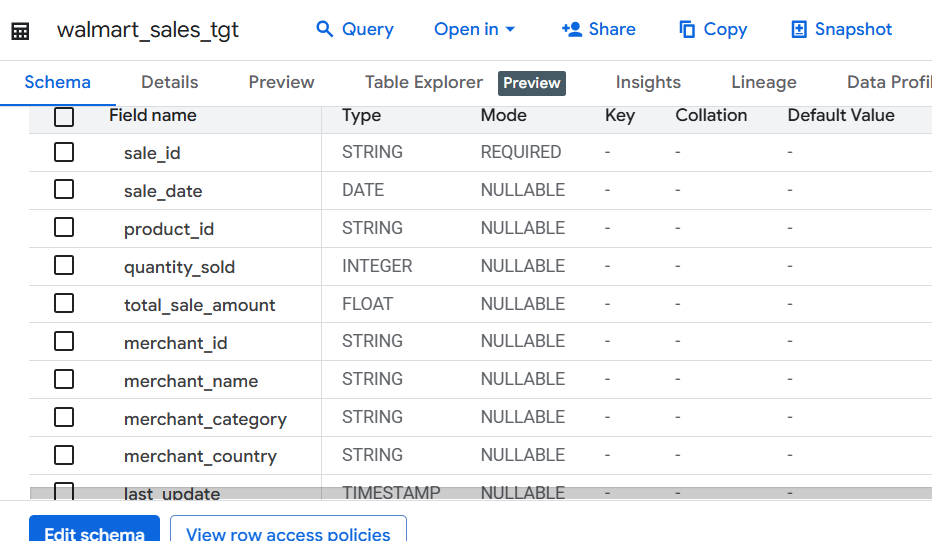 walmart_sales_tgt Query Open in Share Copy Snapshot
Schema Details Preview Table Explorer Preview Insights Lineage Data Profil
Field name Type Mode Key Collation Default Value
sale_id STRING REQUIRED - - -
sale_date DATE NULLABLE - - -
product_id STRING NULLABLE - - -
quantity_sold INTEGER NULLABLE - - -
total_sale_amount FLOAT NULLABLE - - -
merchant_id STRING NULLABLE - - -
merchant_name STRING NULLABLE - - -
merchant_category STRING NULLABLE - - -
merchant_country STRING NULLABLE - - -
last_update TIMESTAMP NULLABLE - - -
Edit schema View row access policies